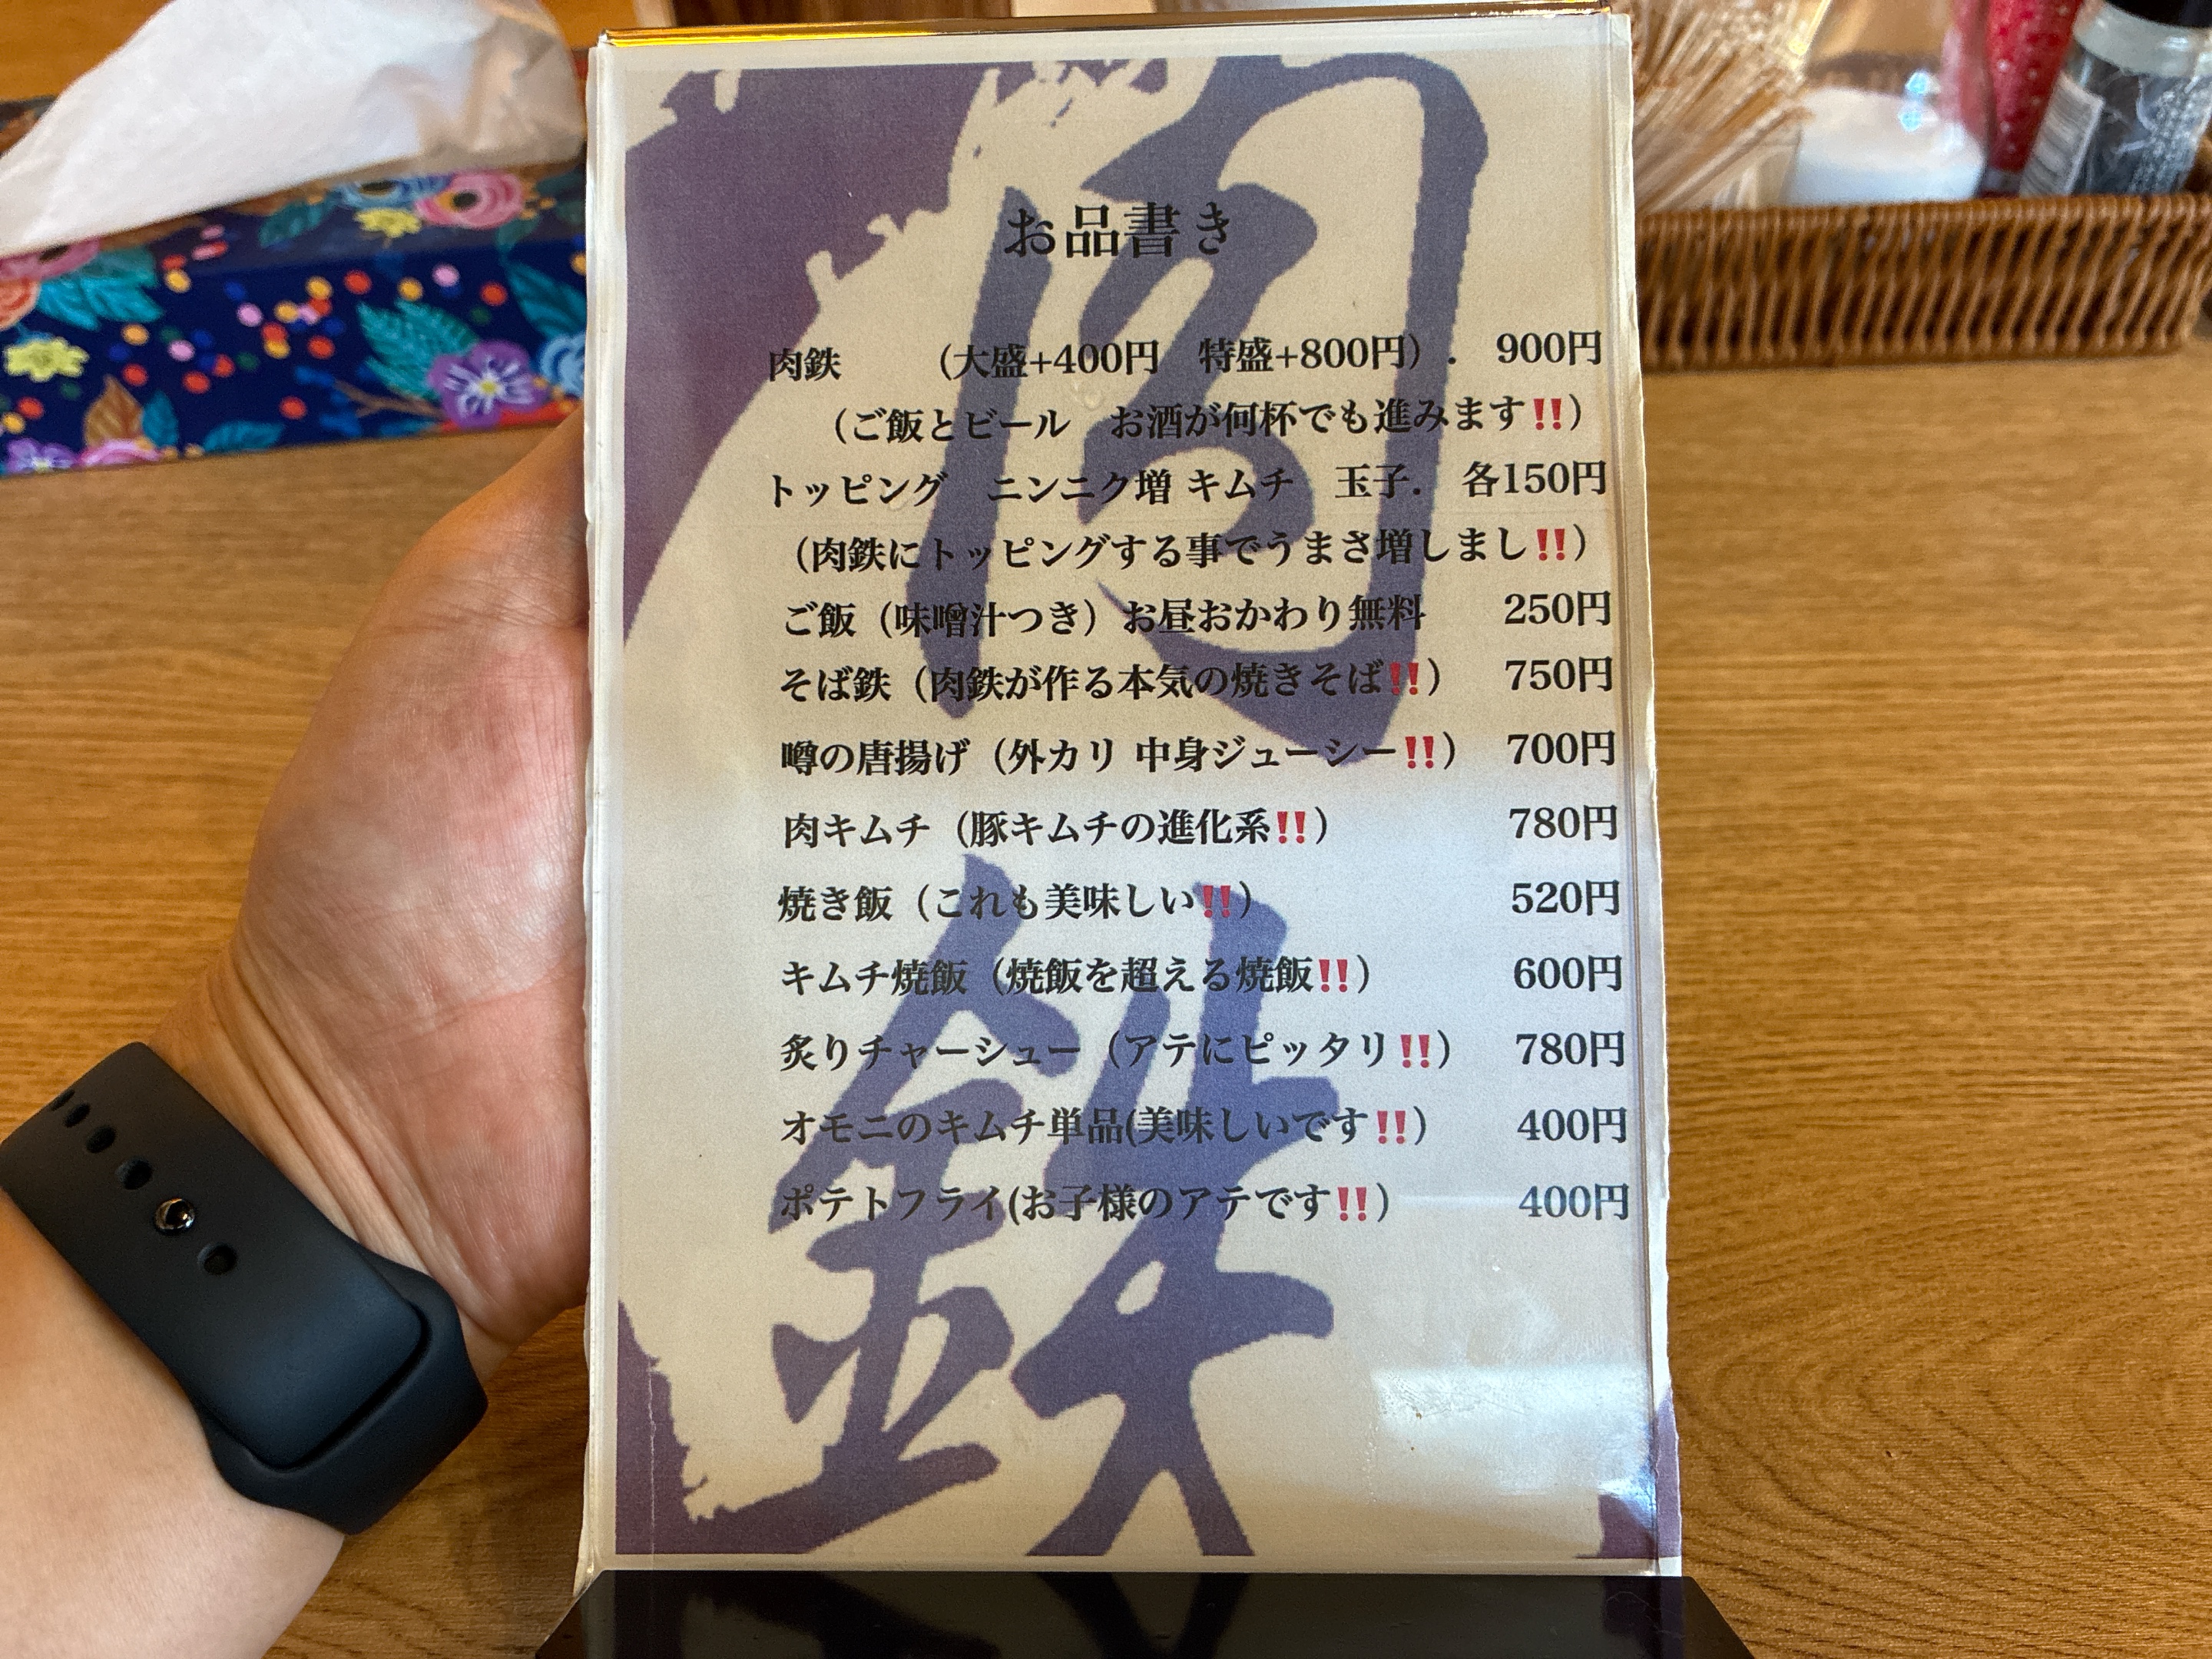 お品書き
肉鉄　（大盛+400円　特盛+800円）.　900円
（ご飯とビール　お酒が何杯でも進みます‼）
トッピング　ニンニク増 キムチ　玉子.　各150円
（肉鉄にトッピングする事でうまさ増しまし‼）
ご飯（味噌汁つき）お昼おかわり無料　250円
そば鉄（肉鉄が作る本気の焼きそば‼）　750円
噂の唐揚げ（外カリ 中身ジューシー‼）　700円
肉キムチ（豚キムチの進化系‼）　780円
焼き飯（これも美味しい‼）　520円
キムチ焼飯（焼飯を超える焼飯‼）　600円
炙りチャーシュー（アテにピッタリ‼）　780円
オモニのキムチ単品(美味しいです‼）　400円
ポテトフライ(お子様のアテです‼）　400円
肉鉄